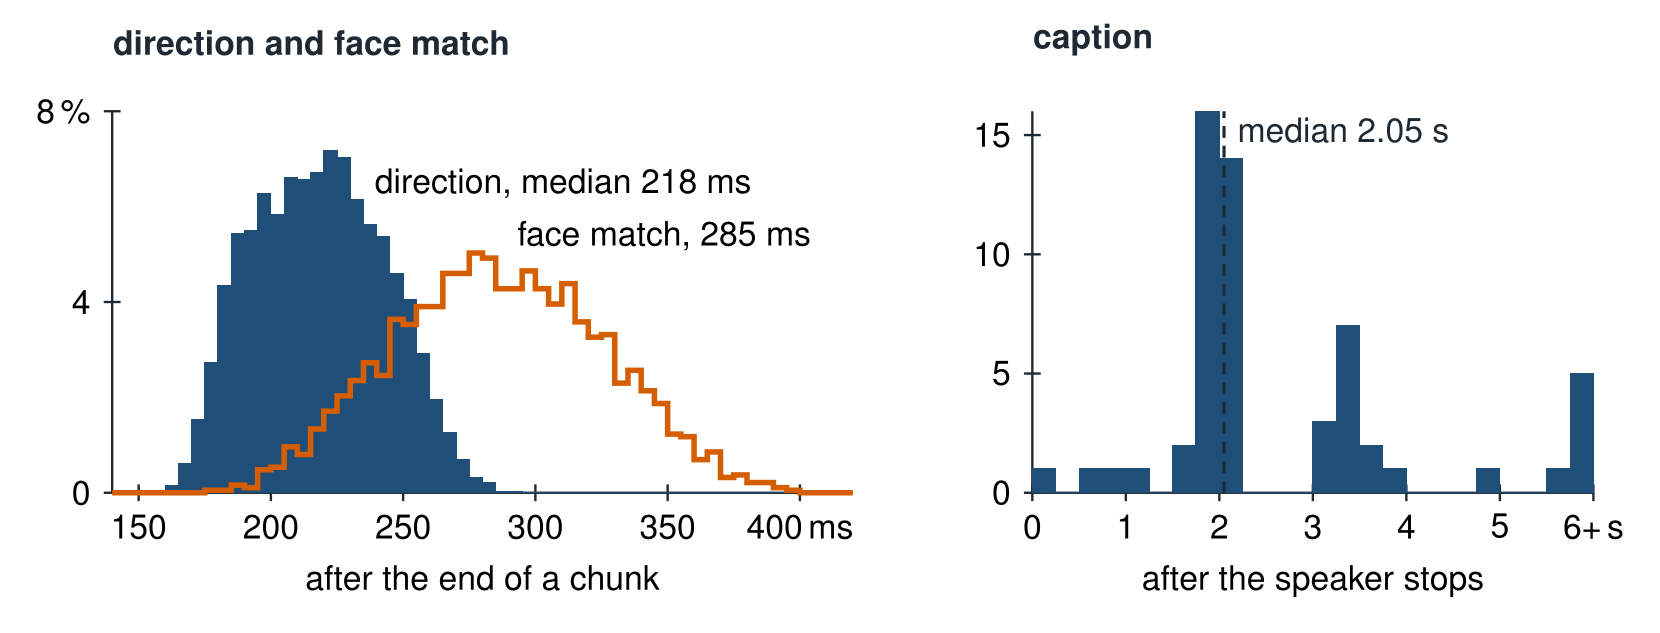 direction and face match
8 %
4
0
direction, median 218 ms
face match, 285 ms
150 200 250 300 350 400 ms
after the end of a chunk
caption
15
10
5
0
median 2.05 s
0 1 2 3 4 5 6+ s
after the speaker stops